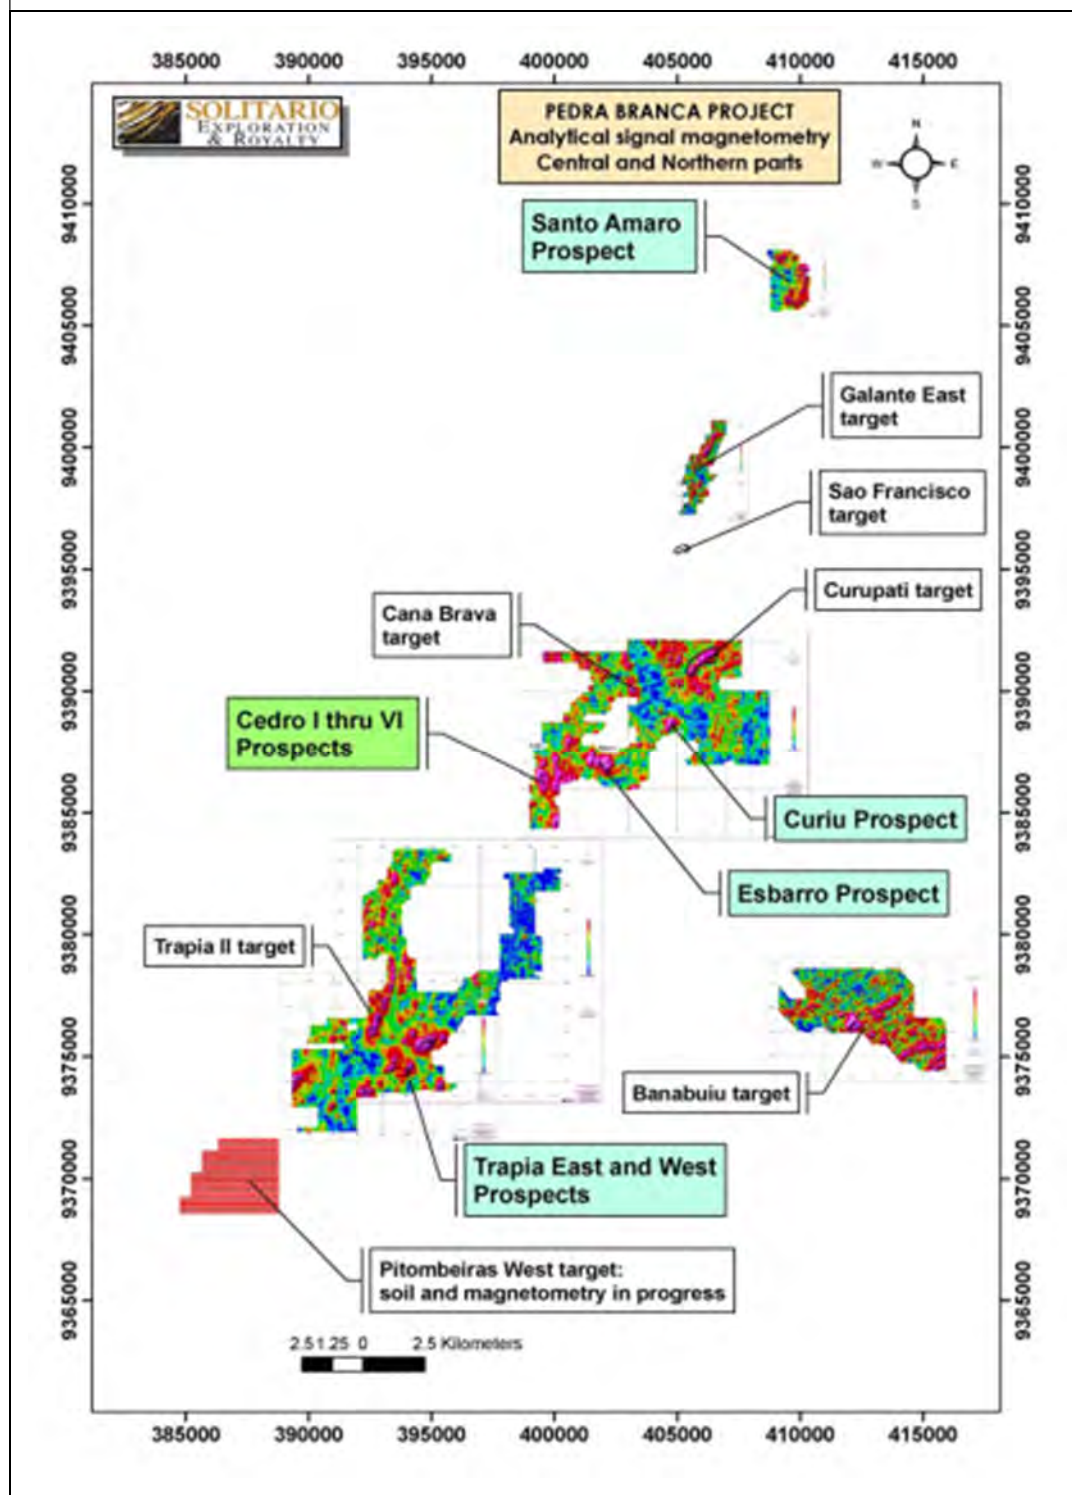 385000 390000 395000 400000 405000 410000 415000
SOLITARIO
EXPLORATION
& ROYALTY
PEDRA BRANCA PROJECT
Analytical signal magnetometry
Central and Northern parts
N
W E
S
9410000 9410000
Santo Amaro
Prospect
9405000 9405000
Galante East
target
9400000 9400000
Sao Francisco
target
9395000 9395000
Curupati target
Cana Brava
target
9390000 9390000
Cedro I thru VI
Prospects
9385000 9385000
Curiu Prospect
Esbarro Prospect
9380000 9380000
Trapia II target
9375000 9375000
Banabuiu target
9370000 9370000
Trapia East and West
Prospects
Pitombeiras West target:
soil and magnetometry in progress
9365000 9365000
2.5 1.25 0 2.5 Kilometers
385000 390000 395000 400000 405000 410000 415000